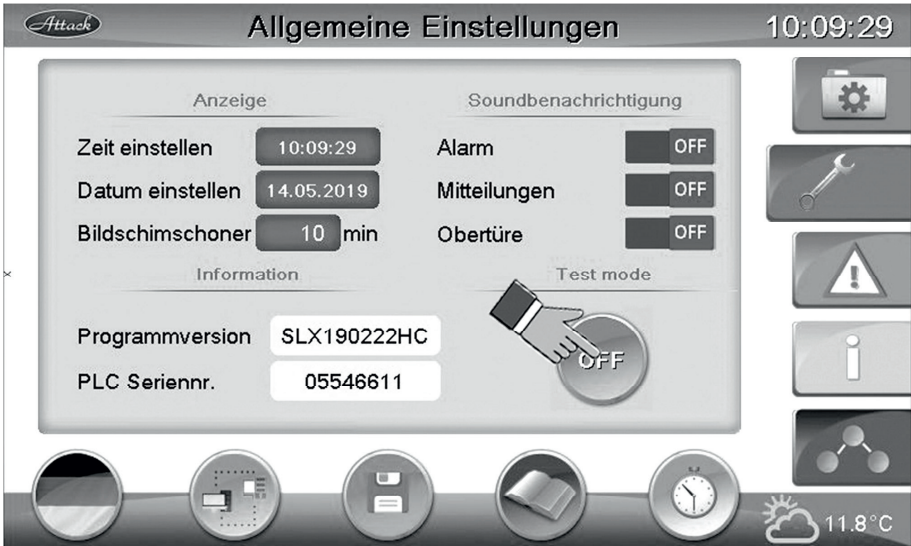 Attack
Allgemeine Einstellungen
10:09:29
Anzeige
Zeit einstellen 10:09:29
Datum einstellen 14.05.2019
Bildschimschoner 10 min
Soundbenachrichtigung
Alarm OFF
Mitteilungen OFF
Obertüre OFF
Information
Programmversion SLX190222HC
PLC Seriennr. 05546611
Test mode
OFF
11.8°C